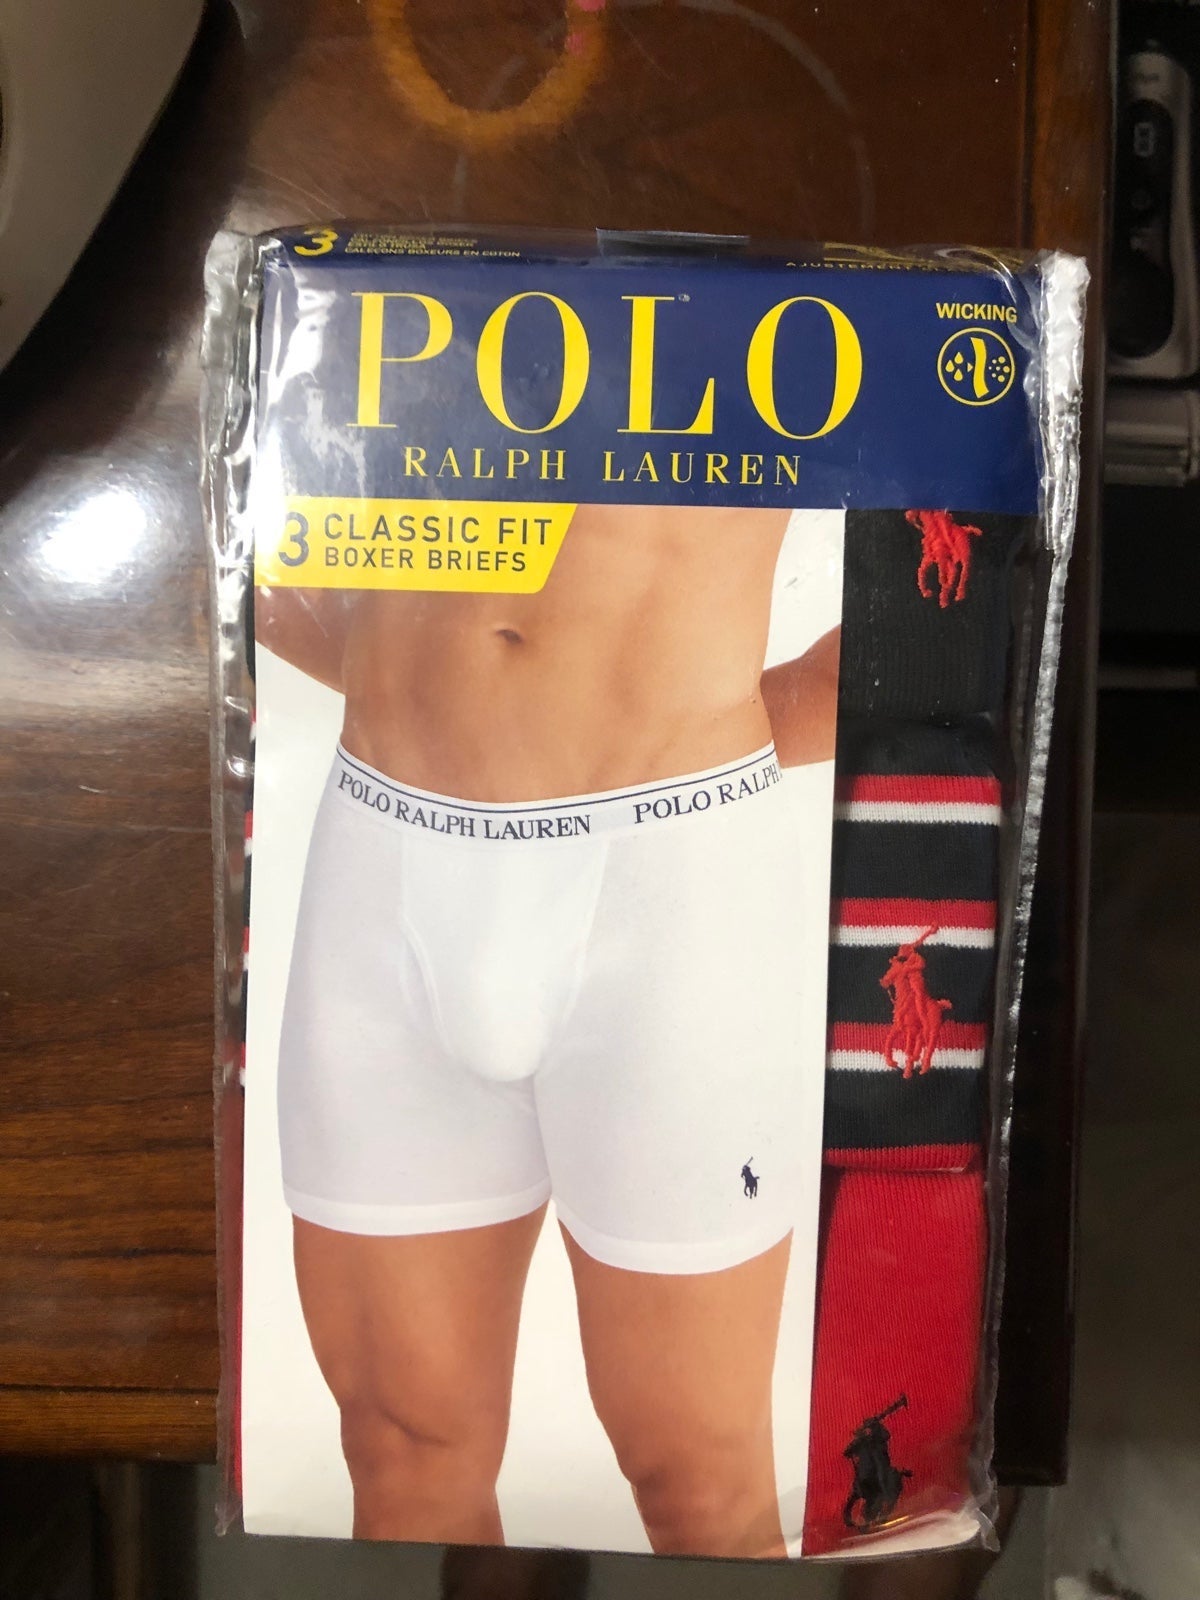 3
CALEÇONS BOXEURS EN COTON
POLO
RALPH LAUREN
WICKING
3 CLASSIC FIT
BOXER BRIEFS
POLO RALPH LAUREN POLO RALPH